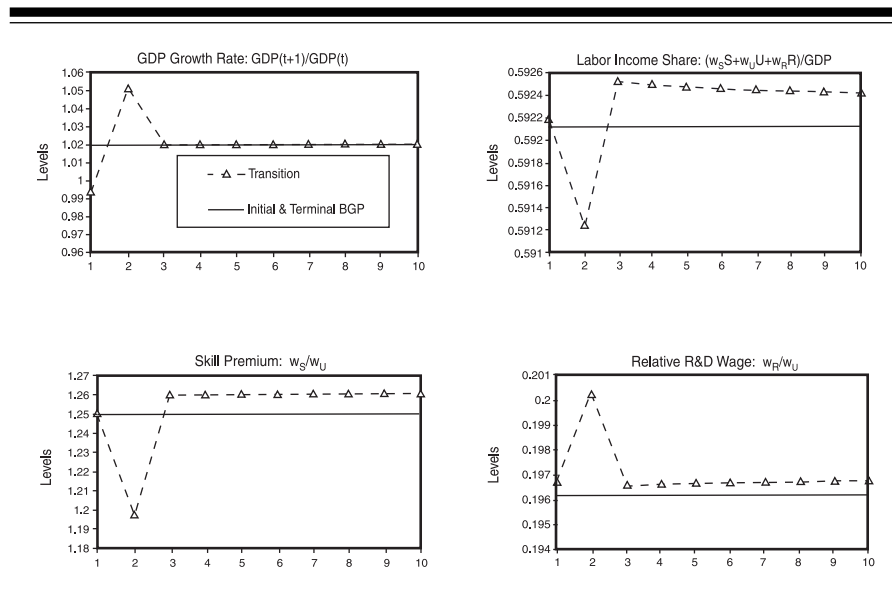 GDP Growth Rate: GDP(t+1)/GDP(t)
Levels
1.06
1.05
1.04
1.03
1.02
1.01
1
0.99
0.98
0.97
0.96
1 2 3 4 5 6 7 8 9 10
Transition
Initial & Terminal BGP
Labor Income Share: (wSS+wUU+wRR)/GDP
Levels
0.5926
0.5924
0.5922
0.592
0.5918
0.5916
0.5914
0.5912
0.591
1 2 3 4 5 6 7 8 9 10
Skill Premium: wS/wU
Levels
1.27
1.26
1.25
1.24
1.23
1.22
1.21
1.2
1.19
1.18
1 2 3 4 5 6 7 8 9 10
Relative R&D Wage: wR/wU
Levels
0.201
0.2
0.199
0.198
0.197
0.196
0.195
0.194
1 2 3 4 5 6 7 8 9 10